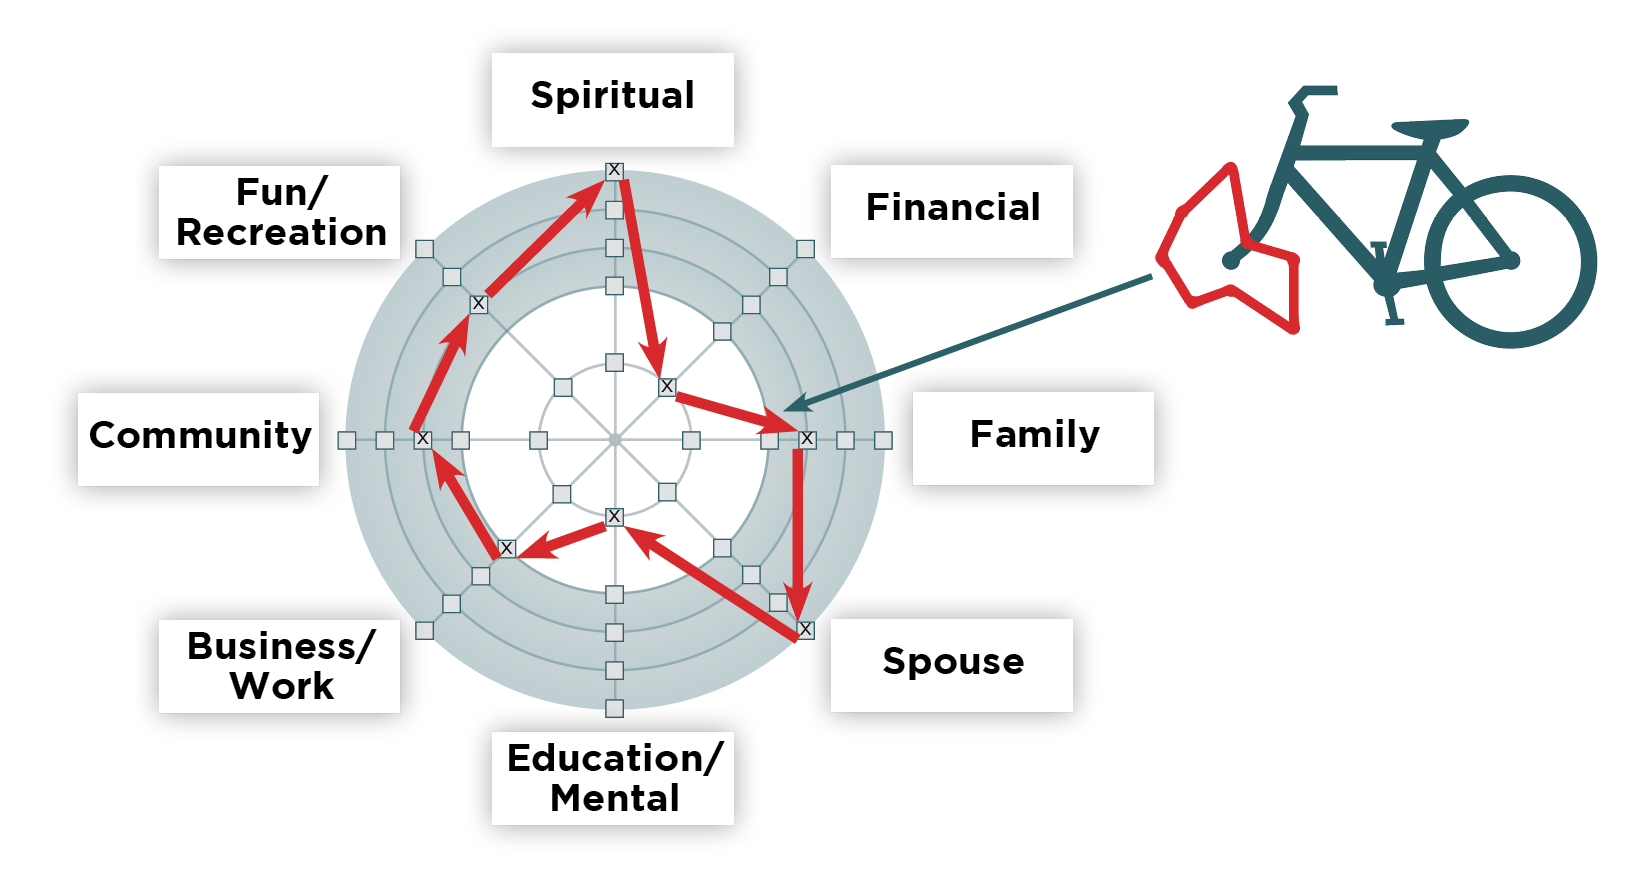 Spiritual
Fun/
Recreation
Financial
Community
Family
Business/
Work
Spouse
Education/
Mental
X
X
X
X
X
X
X
X